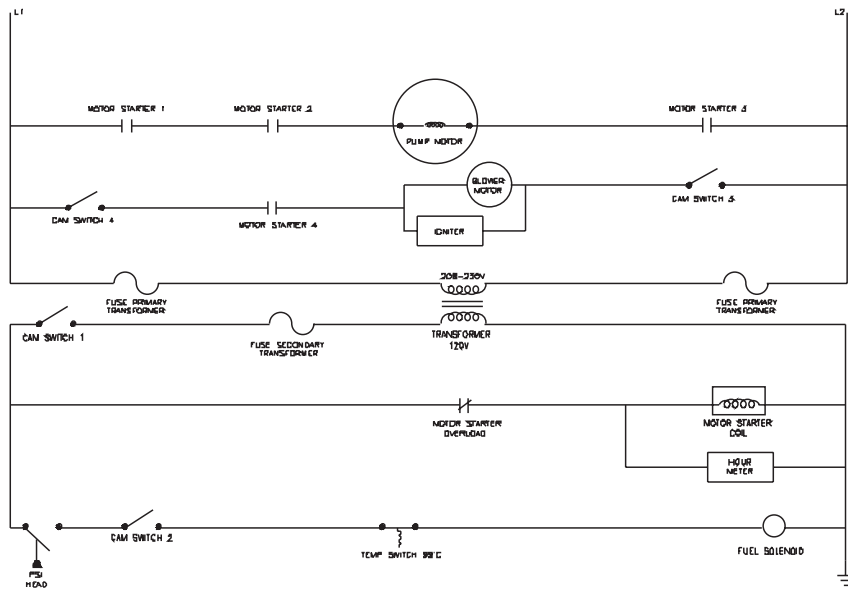 L1
L2
MOTOR STARTER 1
MOTOR STARTER 2
MOTOR STARTER 3
PUMP MOTOR
BLOWER
MOTOR
CAM SWITCH 4
MOTOR STARTER 4
IGNITER
CAM SWITCH 3
208-230V
FUSE PRIMARY
TRANSFORMER
FUSE PRIMARY
TRANSFORMER
CAM SWITCH 1
FUSE SECONDARY
TRANSFORMER
TRANSFORMER
120V
MOTOR STARTER
OVERLOAD
MOTOR STARTER
COIL
HOUR
METER
CAM SWITCH 2
TEMP SWITCH 99°C
FUEL SOLENOID
PSI
HEAD